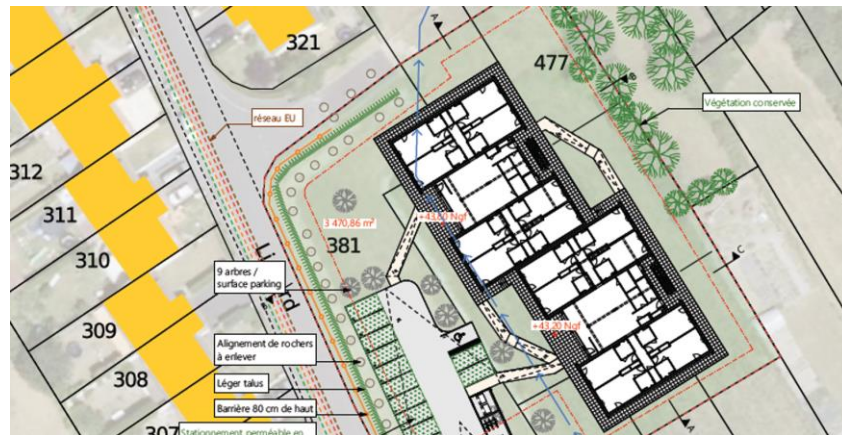 321
477
A
B
Végétation conservée
réseau EU
312
311
310
309
308
307
3 470,86 m²
381
+43,80 Ngf
+43,20 Ngf
C
A
9 arbres /
surface parking
Alignement de rochers
à enlever
Léger talus
Barrière 80 cm de haut
Stationnement perméable en